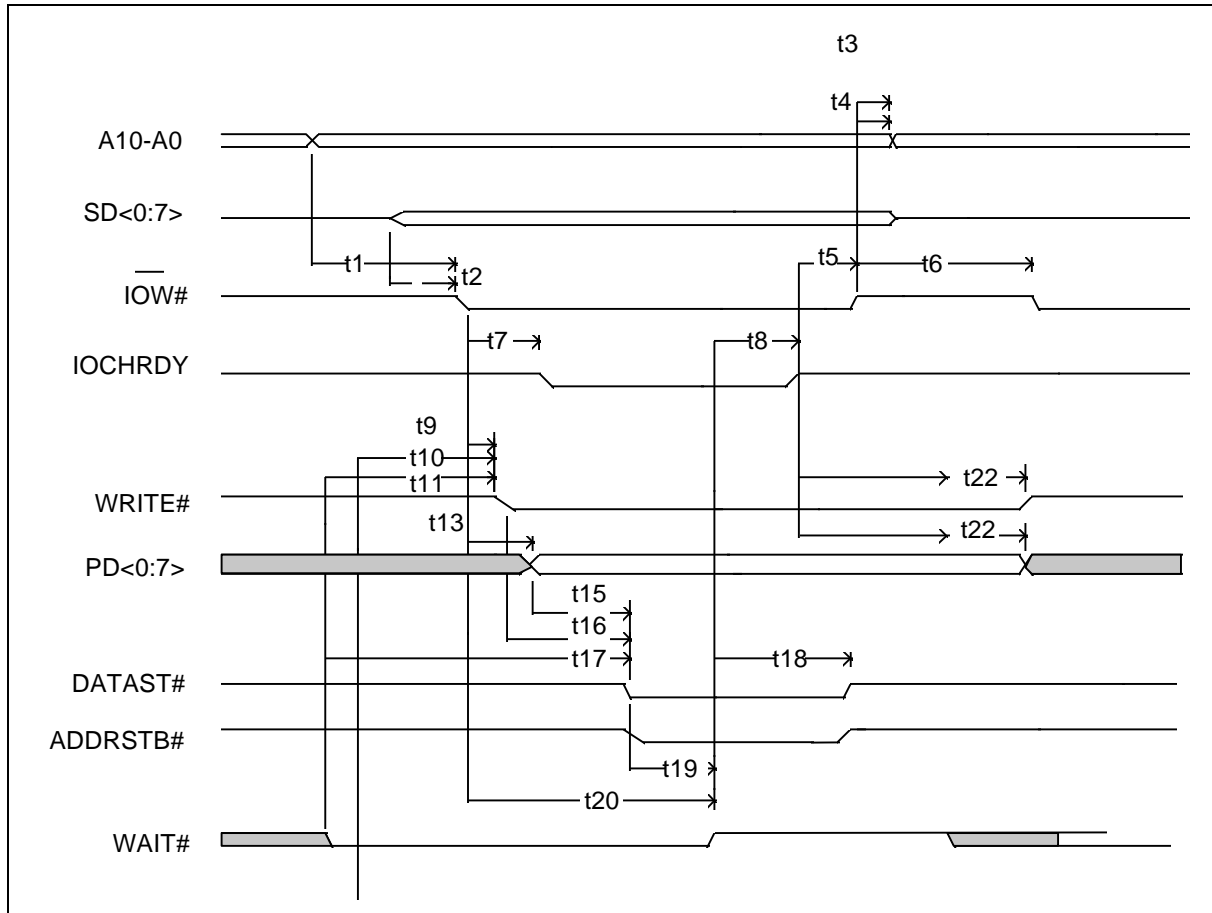 t3
t4
A10-A0
SD<0:7>
t1
t2
t5
t6
IOW#
t7
t8
IOCHRDY
t9
t10
t11
t22
WRITE#
t13
t22
PD<0:7>
t15
t16
t17
t18
DATAST#
ADDRSTB#
t19
t20
WAIT#